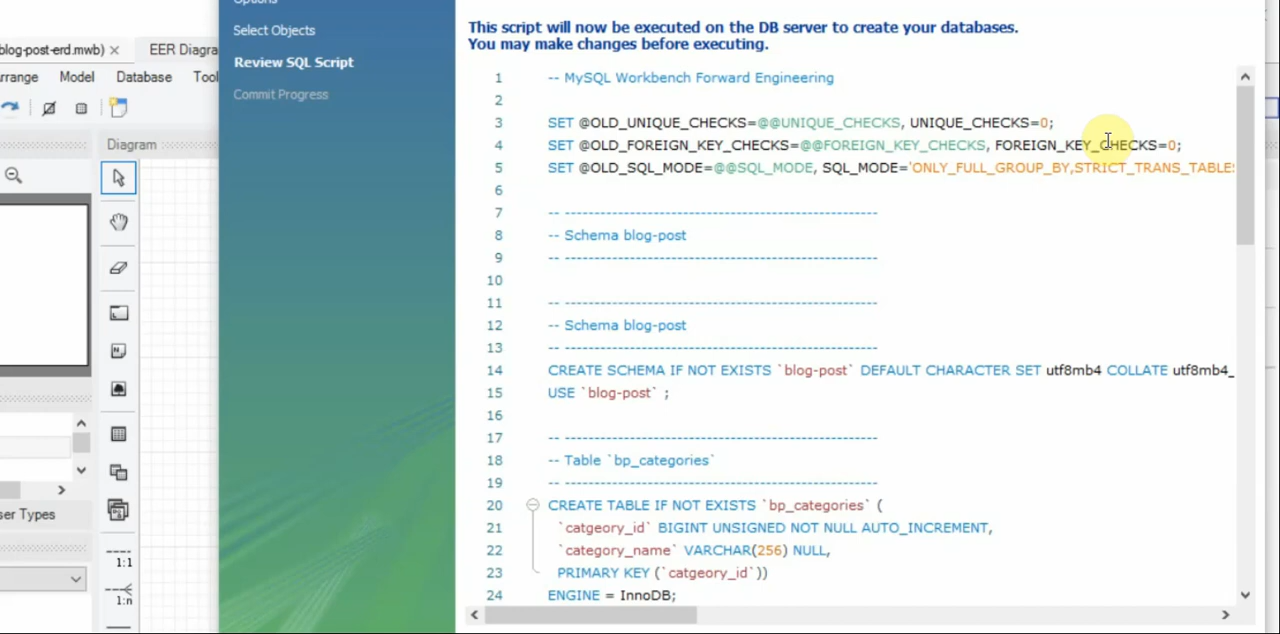 Options
Select Objects
Review SQL Script
Commit Progress
blog-post-erd.mwb)
EER Diagra
rrange Model Database Tool
Diagram
ser Types
1:1
1:n
This script will now be executed on the DB server to create your databases.
You may make changes before executing.
1 -- MySQL Workbench Forward Engineering
2
3 SET @OLD_UNIQUE_CHECKS=@@UNIQUE_CHECKS, UNIQUE_CHECKS=0;
4 SET @OLD_FOREIGN_KEY_CHECKS=@@FOREIGN_KEY_CHECKS, FOREIGN_KEY_CHECKS=0;
5 SET @OLD_SQL_MODE=@@SQL_MODE, SQL_MODE='ONLY_FULL_GROUP_BY,STRICT_TRANS_TABLES
6
7 -- -----------------------------------------------------
8 -- Schema blog-post
9 -- -----------------------------------------------------
10
11 -- -----------------------------------------------------
12 -- Schema blog-post
13 -- -----------------------------------------------------
14 CREATE SCHEMA IF NOT EXISTS `blog-post` DEFAULT CHARACTER SET utf8mb4 COLLATE utf8mb4_
15 USE `blog-post` ;
16
17 -- -----------------------------------------------------
18 -- Table `bp_categories`
19 -- -----------------------------------------------------
20 CREATE TABLE IF NOT EXISTS `bp_categories` (
21 `catgeory_id` BIGINT UNSIGNED NOT NULL AUTO_INCREMENT,
22 `category_name` VARCHAR(256) NULL,
23 PRIMARY KEY (`catgeory_id`))
24 ENGINE = InnoDB;